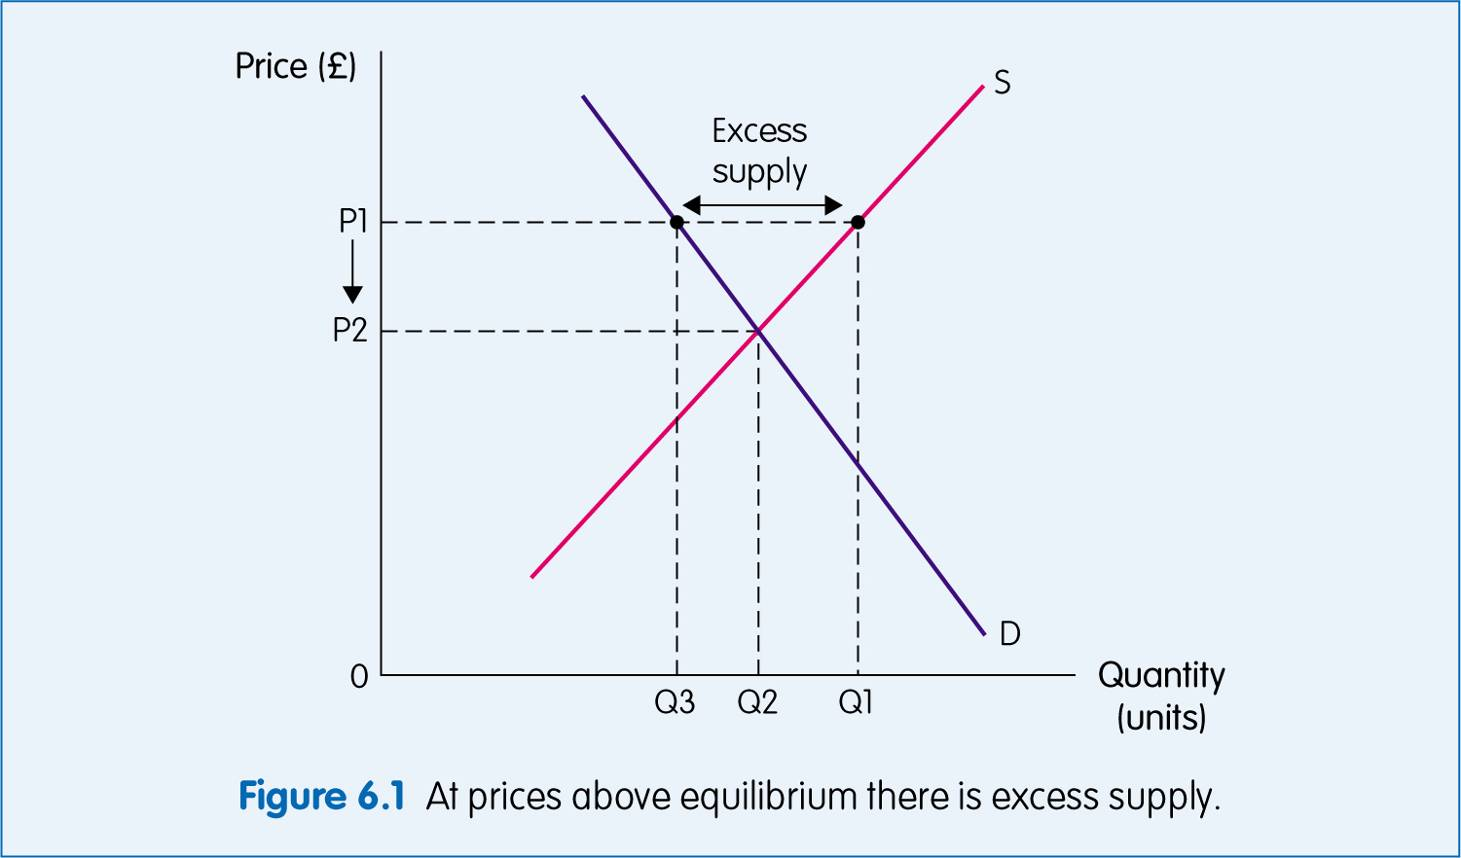 Price (£)
S
Excess
supply
P1
P2
D
0
Q3 Q2 Q1
Quantity
(units)
Figure 6.1 At prices above equilibrium there is excess supply.